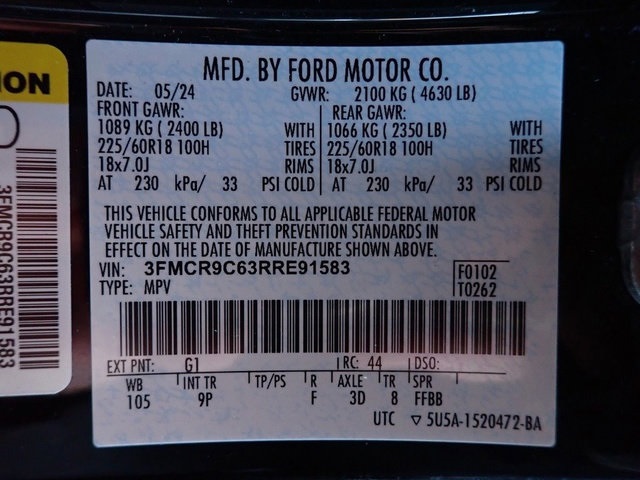 MFD. BY FORD MOTOR CO.
DATE: 05/24 GVWR: 2100 KG ( 4630 LB)
FRONT GAWR: REAR GAWR:
1089 KG ( 2400 LB) WITH 1066 KG ( 2350 LB) WITH
225/60R18 100H TIRES 225/60R18 100H TIRES
18x7.0J RIMS 18x7.0J RIMS
AT 230 kPa/ 33 PSI COLD AT 230 kPa/ 33 PSI COLD
THIS VEHICLE CONFORMS TO ALL APPLICABLE FEDERAL MOTOR
VEHICLE SAFETY AND THEFT PREVENTION STANDARDS IN
EFFECT ON THE DATE OF MANUFACTURE SHOWN ABOVE.
VIN: 3FMCR9C63RRE91583 F0102
TYPE: MPV T0262
EXT PNT: G1 RC: 44 DSO:
WB INT TR TP/PS R AXLE TR SPR
105 9P F 3D 8 FFBB
UTC ▽ 5U5A-1520472-BA
ION
3FMCR9C63RRE91583